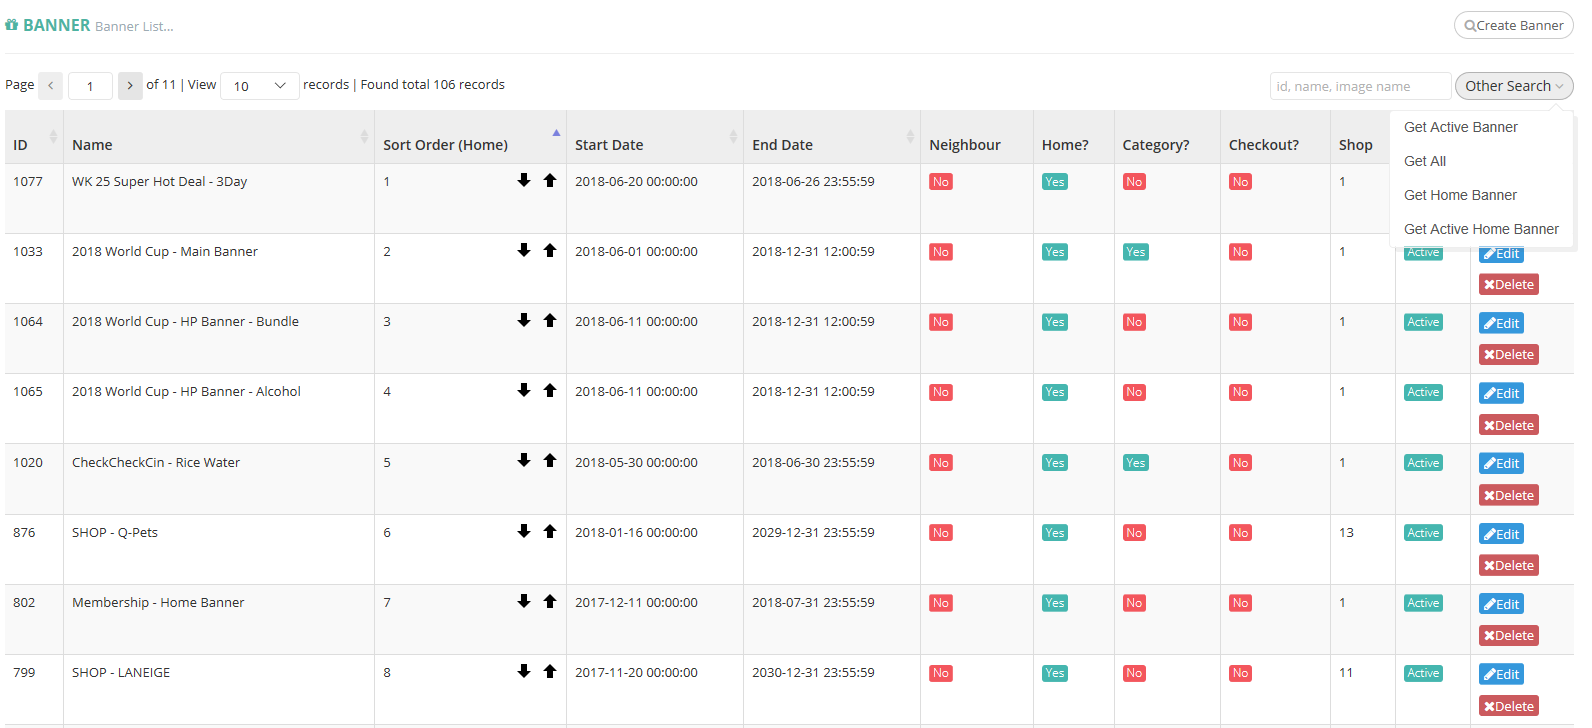 BANNER Banner List...
Create Banner
Page 1 of 11 | View 10 records | Found total 106 records
id, name, image name
Other Search
Get Active Banner
Get All
Get Home Banner
Get Active Home Banner
ID Name Sort Order (Home) Start Date End Date Neighbour Home? Category? Checkout? Shop
1077 WK 25 Super Hot Deal - 3Day 1 2018-06-20 00:00:00 2018-06-26 23:55:59 No Yes No No 1
1033 2018 World Cup - Main Banner 2 2018-06-01 00:00:00 2018-12-31 12:00:59 No Yes Yes No 1 Active Edit
Delete
1064 2018 World Cup - HP Banner - Bundle 3 2018-06-11 00:00:00 2018-12-31 12:00:59 No Yes No No 1 Active Edit
Delete
1065 2018 World Cup - HP Banner - Alcohol 4 2018-06-11 00:00:00 2018-12-31 12:00:59 No Yes No No 1 Active Edit
Delete
1020 CheckCheckCin - Rice Water 5 2018-05-30 00:00:00 2018-06-30 23:55:59 No Yes Yes No 1 Active Edit
Delete
876 SHOP - Q-Pets 6 2018-01-16 00:00:00 2029-12-31 23:55:59 No Yes No No 13 Active Edit
Delete
802 Membership - Home Banner 7 2017-12-11 00:00:00 2018-07-31 23:55:59 No Yes No No 1 Active Edit
Delete
799 SHOP - LANEIGE 8 2017-11-20 00:00:00 2030-12-31 23:55:59 No Yes No No 11 Active Edit
Delete